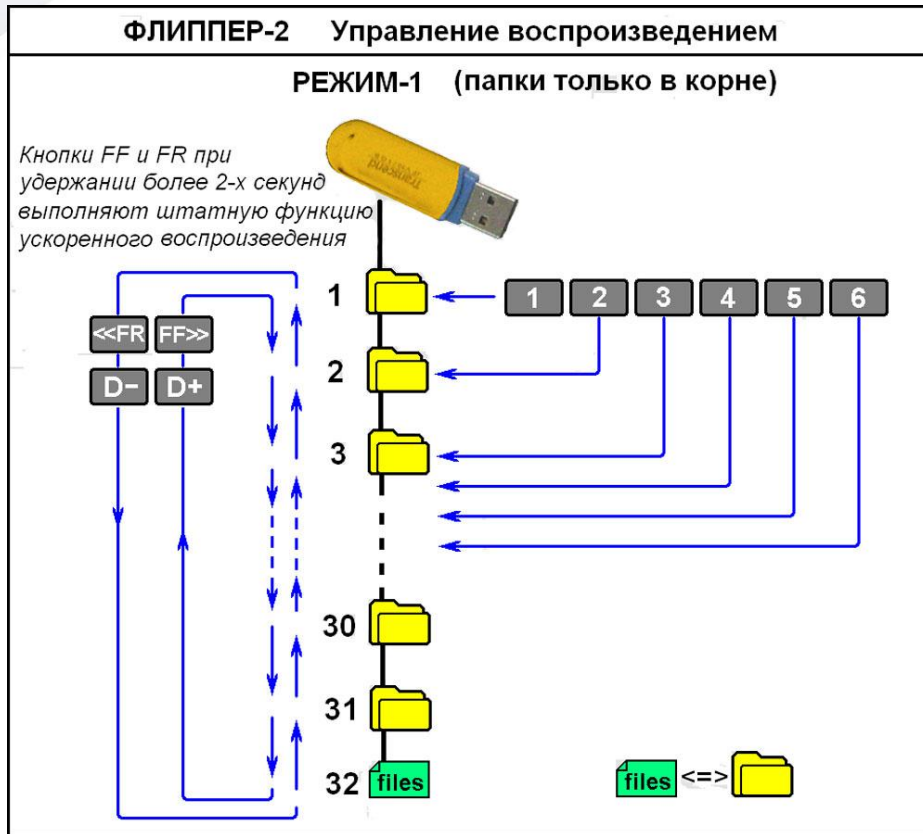 ФЛИППЕР-2 Управление воспроизведением
РЕЖИМ-1 (папки только в корне)
Кнопки FF и FR при
удержании более 2-х секунд
выполняют штатную функцию
ускоренного воспроизведения
Transcend
1
1 2 3 4 5 6
<<FR FF>>
D- D+
2
3
30
31
32 files
files <=>